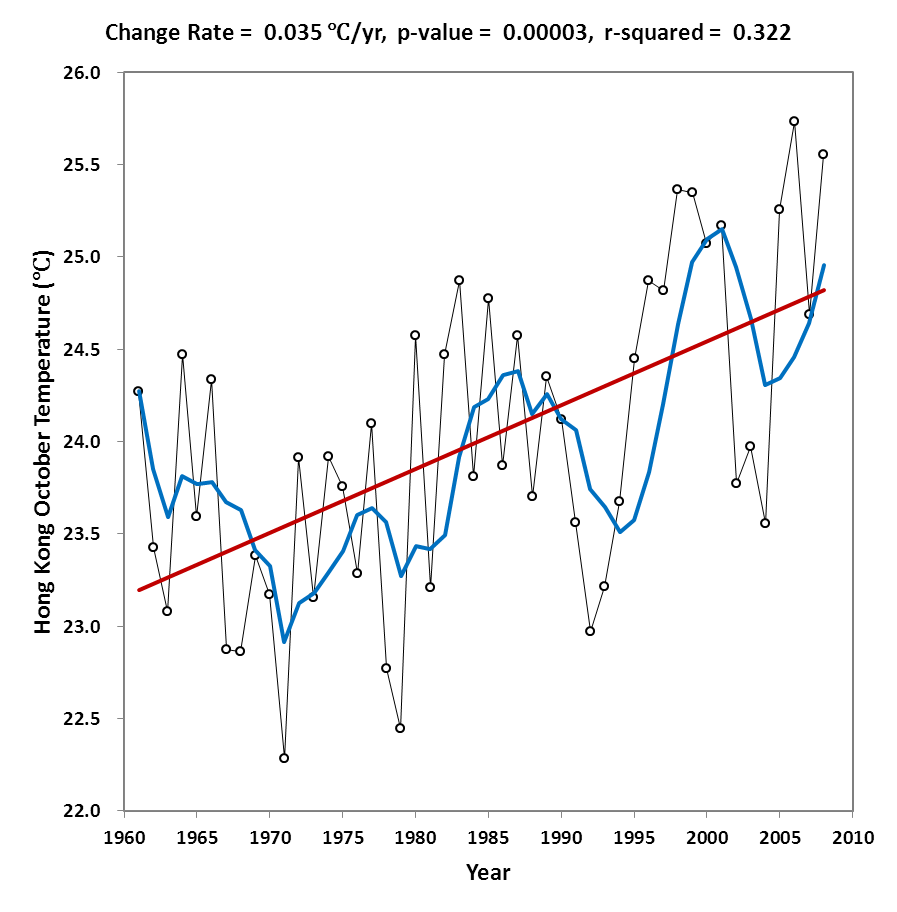 Change Rate = 0.035 ℃/yr, p-value = 0.00003, r-squared = 0.322
Hong Kong October Temperature (℃)
26.0
25.5
25.0
24.5
24.0
23.5
23.0
22.5
22.0
1960 1965 1970 1975 1980 1985 1990 1995 2000 2005 2010
Year